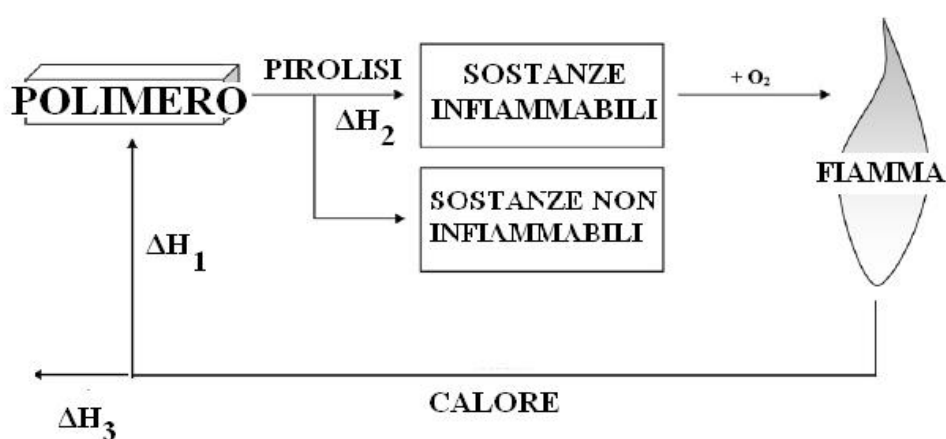 POLIMERO
PIROLISI
ΔH₂
SOSTANZE
INFIAMMABILI
+ O₂
FIAMMA
SOSTANZE NON
INFIAMMABILI
ΔH₁
CALORE
ΔH₃